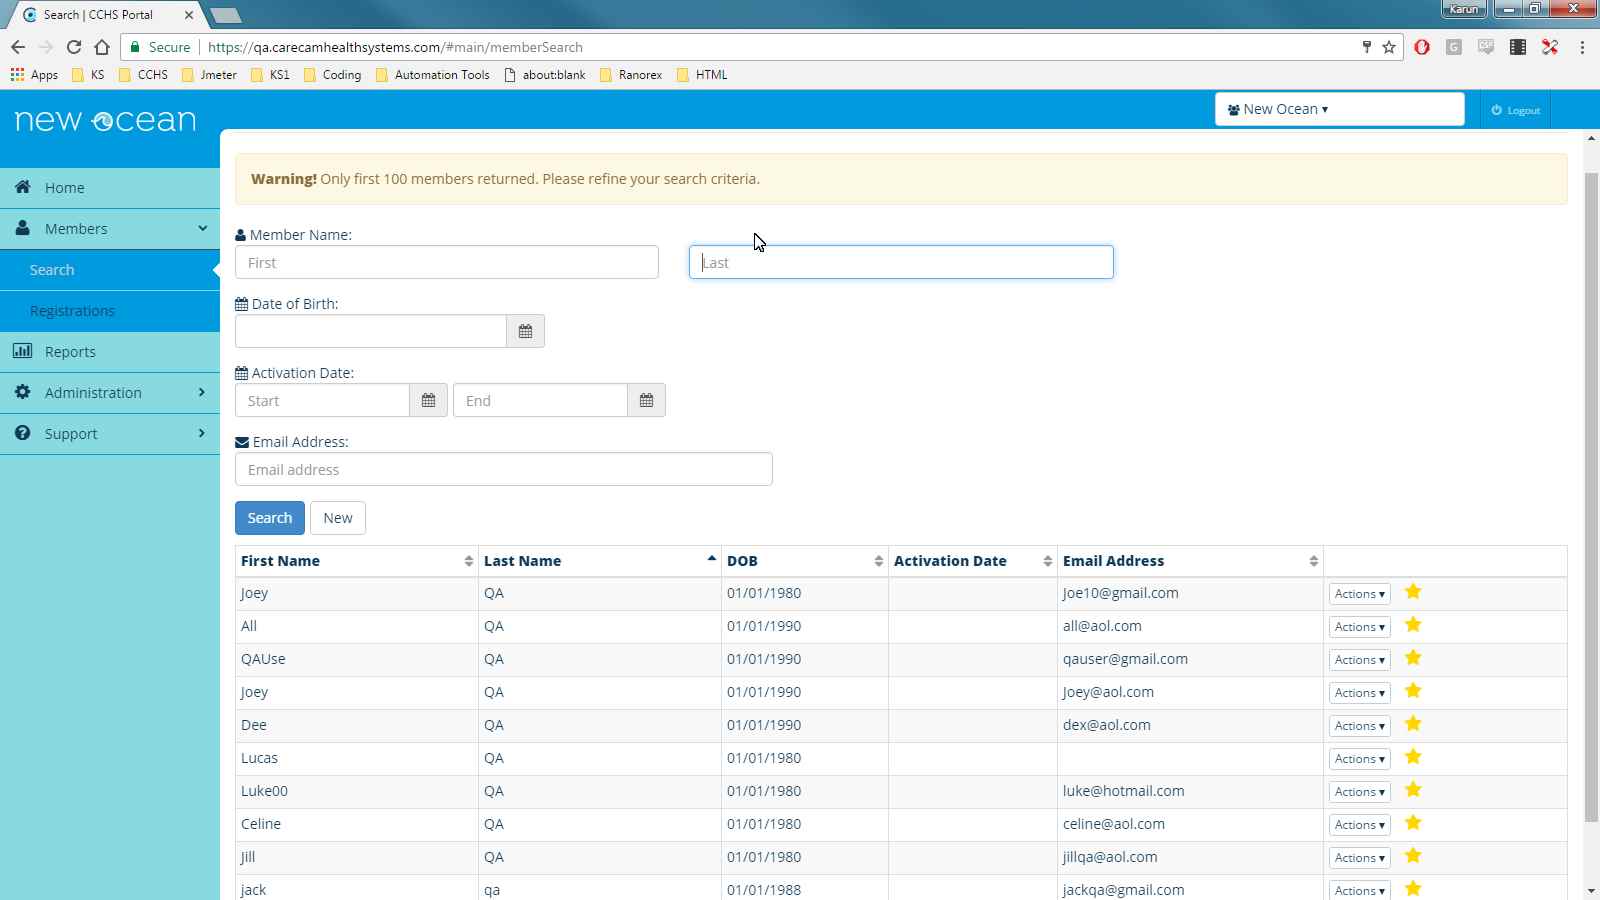 Search | CCHS Portal
Karun
Secure https://qa.carecamhealthsystems.com/#main/memberSearch
Apps KS CCHS Jmeter KS1 Coding Automation Tools about:blank Ranorex HTML
new ocean
New Ocean
Logout
Home
Members
Search
Registrations
Reports
Administration
Support
Warning! Only first 100 members returned. Please refine your search criteria.
Member Name:
First Last
Date of Birth:
Activation Date:
Start End
Email Address:
Email address
Search New
First Name Last Name DOB Activation Date Email Address
Joey QA 01/01/1980 Joe10@gmail.com Actions
All QA 01/01/1990 all@aol.com Actions
QAUse QA 01/01/1990 qauser@gmail.com Actions
Joey QA 01/01/1990 Joey@aol.com Actions
Dee QA 01/01/1990 dex@aol.com Actions
Lucas QA 01/01/1980 Actions
Luke00 QA 01/01/1980 luke@hotmail.com Actions
Celine QA 01/01/1980 celine@aol.com Actions
Jill QA 01/01/1980 jillqa@aol.com Actions
jack qa 01/01/1988 jackqa@gmail.com Actions